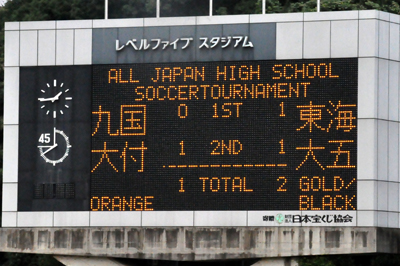 レベルファイブ スタジアム
ALL JAPAN HIGH SCHOOL
SOCCERTOURNAMENT
九国 0 1ST 1 東海
大付 1 2ND 1 大五
1 TOTAL 2
ORANGE GOLD/
BLACK
45
日本宝くじ協会